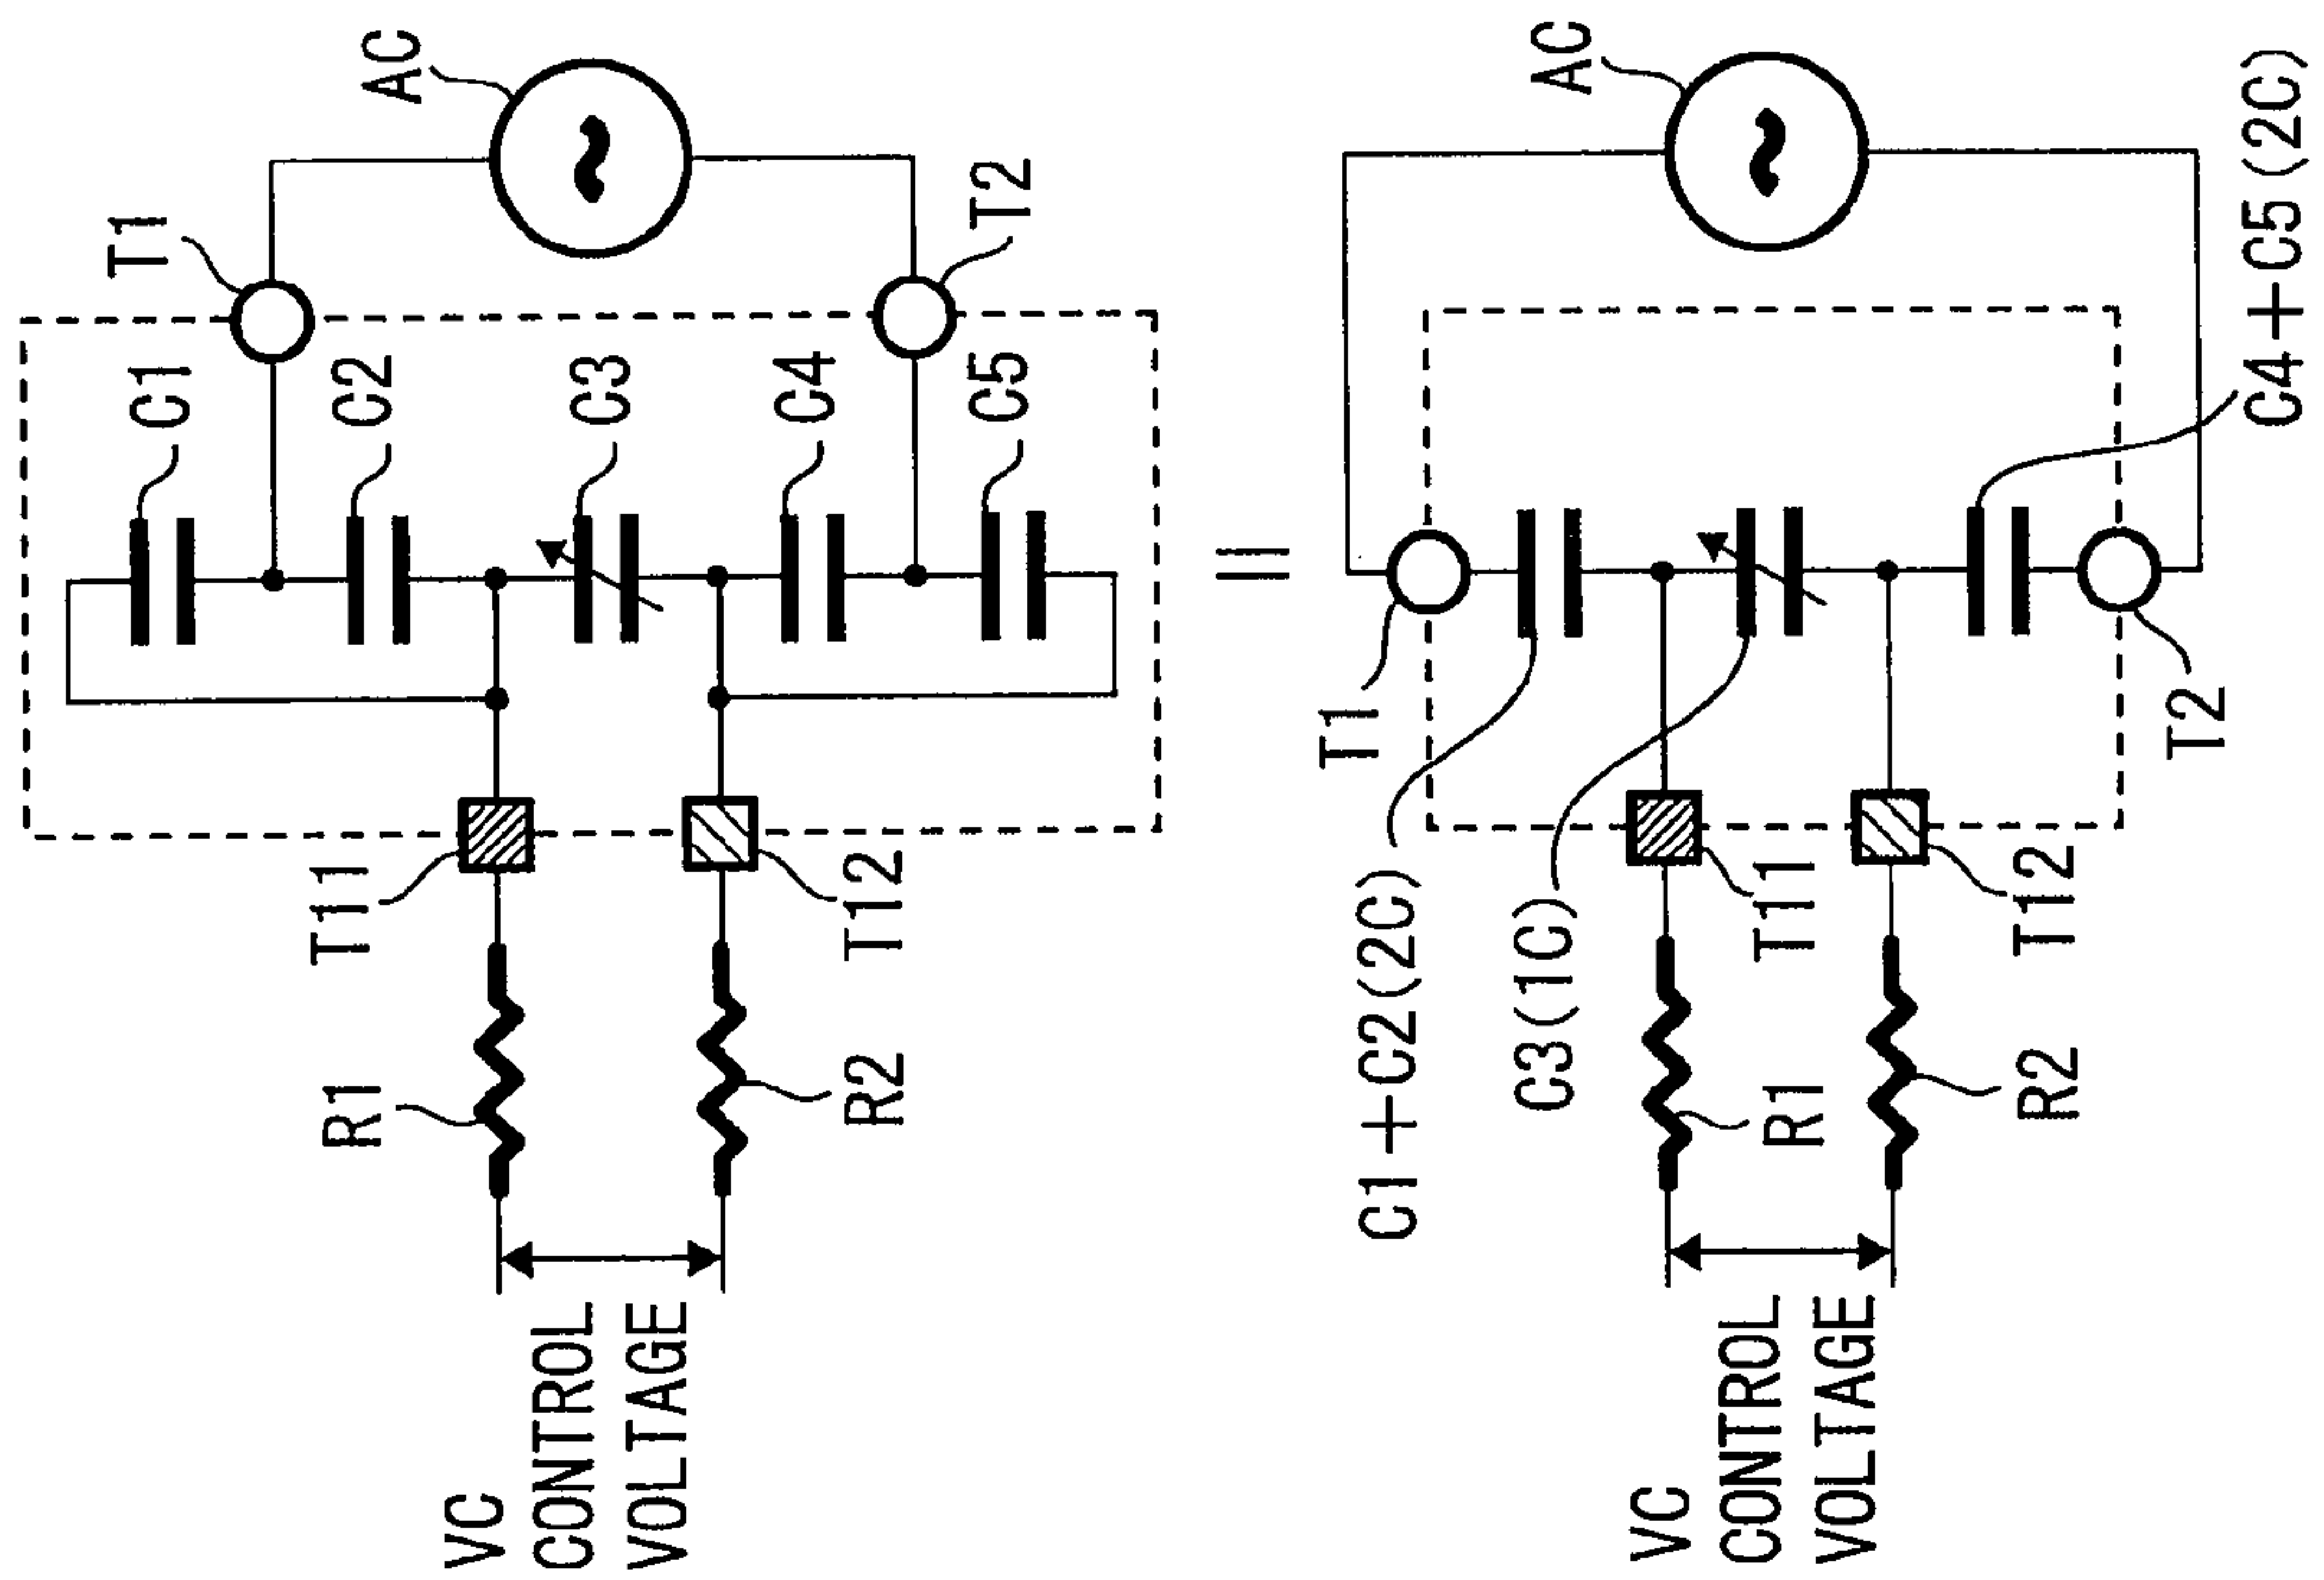 AC
T1
T2
C1
C2
C3
C4
C5
T11
T12
R1
R2
VC
CONTROL
VOLTAGE
=
AC
T1
T2
C4+C5(2C)
C1+C2(2C)
C3(1C)
T11
T12
R1
R2
VC
CONTROL
VOLTAGE